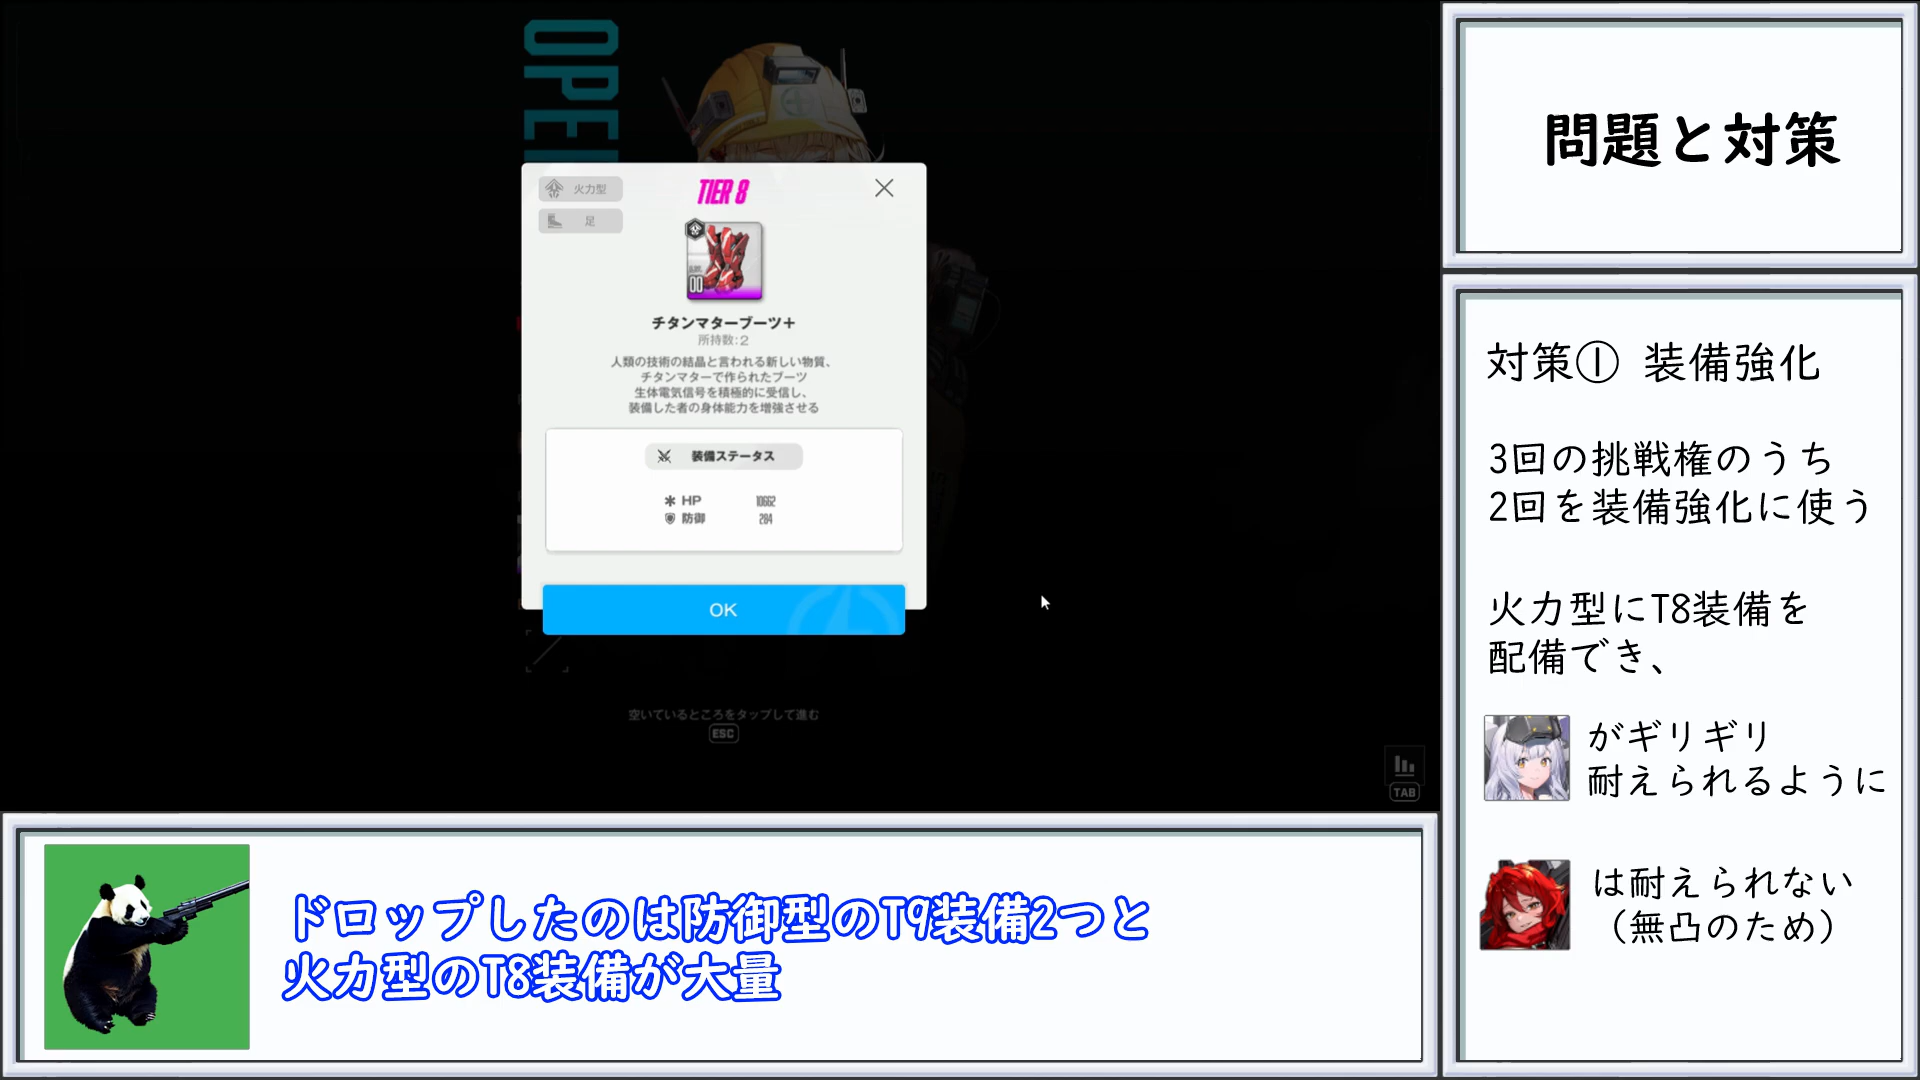 OPE
火力型
足
TIER 8
00
チタンマターブーツ+
所持数:2
人類の技術の結晶と言われる新しい物質、
チタンマターで作られたブーツ
生体電気信号を積極的に受信し、
装備した者の身体能力を増強させる
装備ステータス
HP 10662
防御 284
OK
空いているところをタップして進む
ESC
TAB
問題と対策
対策① 装備強化
3回の挑戦権のうち
2回を装備強化に使う
火力型にT8装備を
配備でき、
がギリギリ
耐えられるように
は耐えられない
（無凸のため）
ドロップしたのは防御型のT9装備2つと
火力型のT8装備が大量